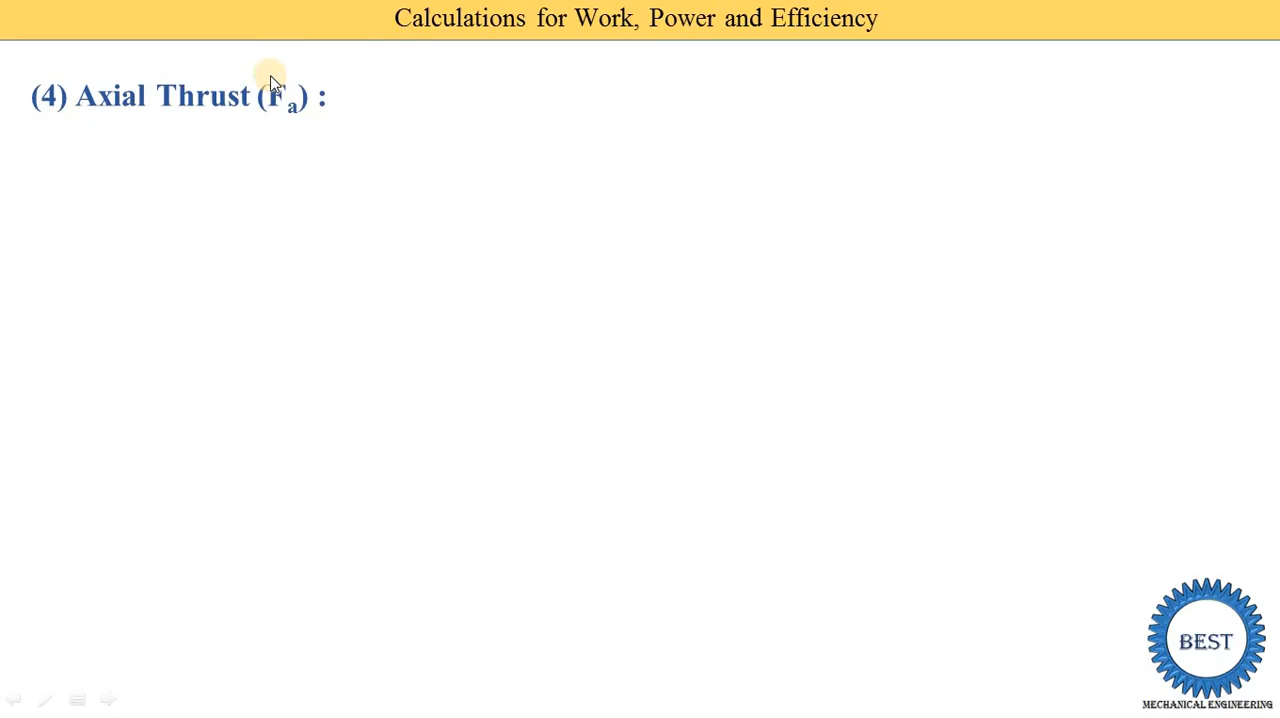 Calculations for Work, Power and Efficiency
(4) Axial Thrust (Fa) :
BEST
MECHANICAL ENGINEERING